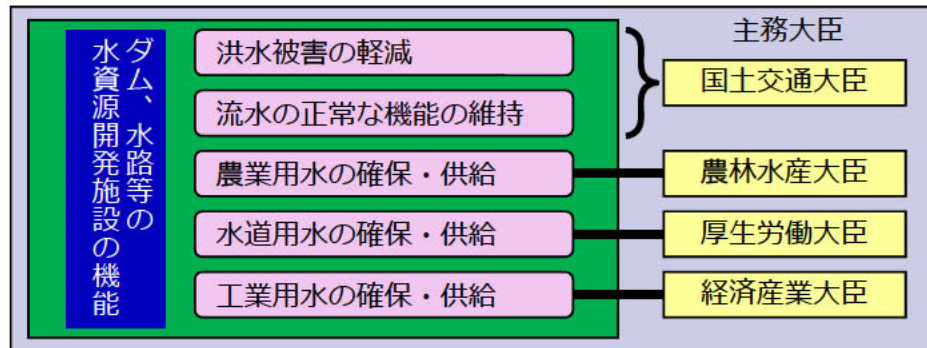 ダム、水路等の
水資源開発施設の機能
洪水被害の軽減
流水の正常な機能の維持
農業用水の確保・供給
水道用水の確保・供給
工業用水の確保・供給
主務大臣
国土交通大臣
農林水産大臣
厚生労働大臣
経済産業大臣